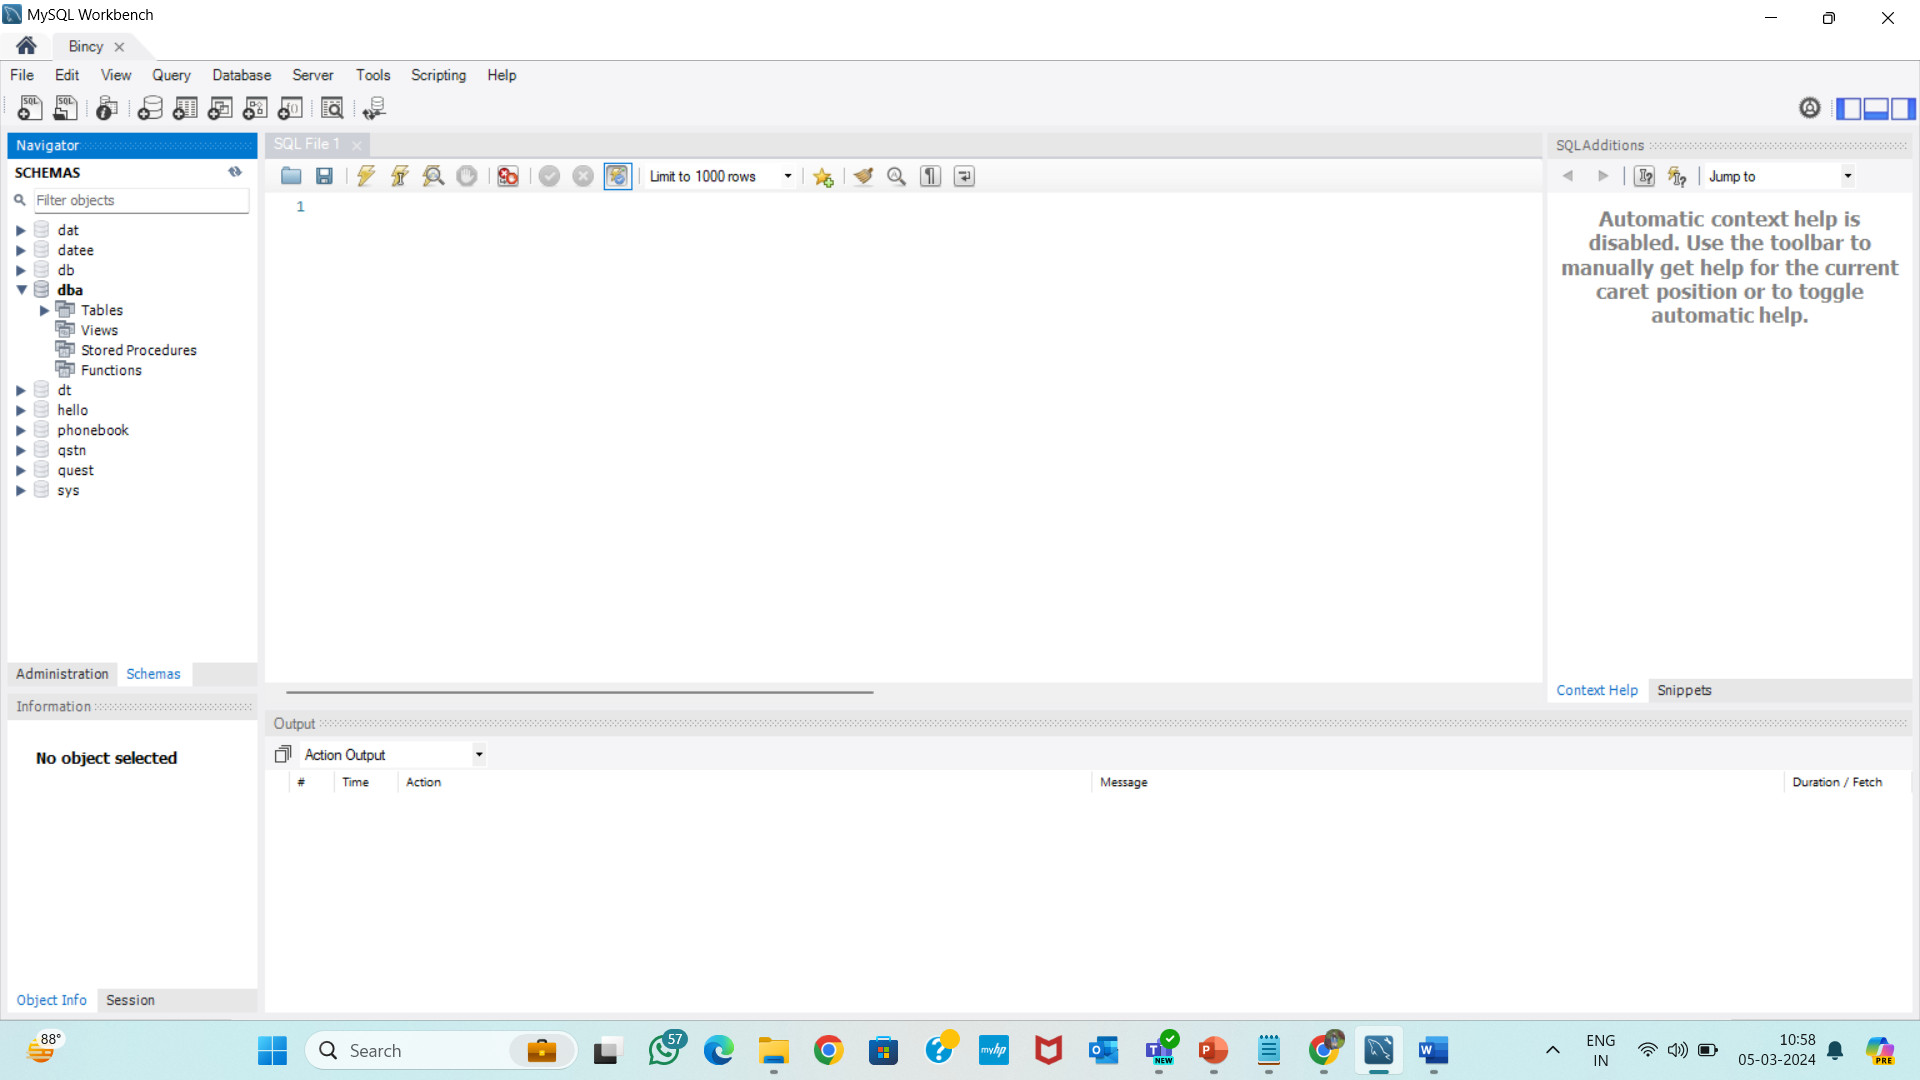 MySQL Workbench
Bincy
File Edit View Query Database Server Tools Scripting Help
Navigator
SCHEMAS
Filter objects
dat
datee
db
dba
Tables
Views
Stored Procedures
Functions
dt
hello
phonebook
qstn
quest
sys
Administration Schemas
Information
No object selected
Object Info Session
SQL File 1
Limit to 1000 rows
1
SQLAdditions
Jump to
Automatic context help is
disabled. Use the toolbar to
manually get help for the current
caret position or to toggle
automatic help.
Context Help Snippets
Output
Action Output
# Time Action Message Duration / Fetch
88°
Search
57
myhp
NEW
ENG
IN
10:58
05-03-2024
PRE